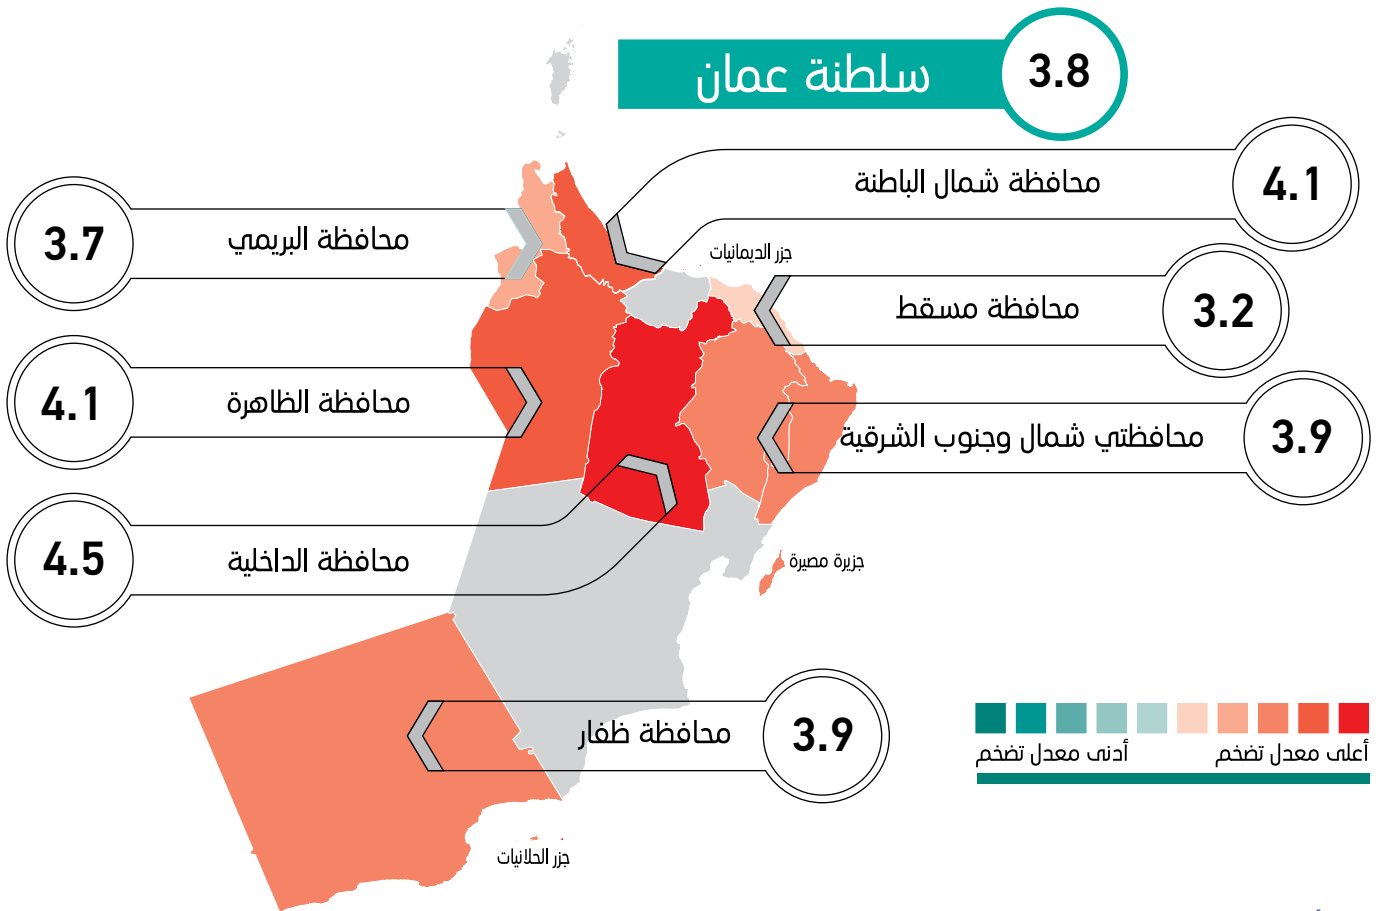 سلطنة عمان
3.8
محافظة شمال الباطنة
4.1
محافظة البريمي
3.7
جزر الديمانيات
محافظة مسقط
3.2
محافظة الظاهرة
4.1
محافظتي شمال وجنوب الشرقية
3.9
محافظة الداخلية
4.5
جزيرة مصيرة
محافظة ظفار
3.9
أعلى معدل تضخم
أدنى معدل تضخم
جزر الحلانيات